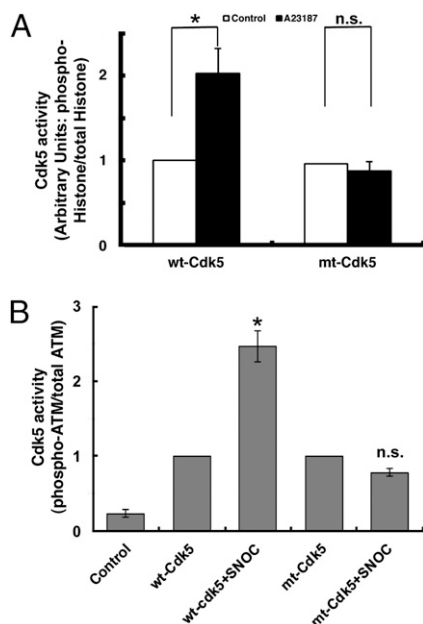 A
Control A23187
* n.s.
Cdk5 activity
(Arbitrary Units: phospho-
Histone/total Histone)
2
1
0
wt-Cdk5 mt-Cdk5
B
Cdk5 activity
(phospho-ATM/total ATM)
3
2
1
0
*
n.s.
Control wt-Cdk5 wt-cdk5+SNOC mt-Cdk5 mt-Cdk5+SNOC